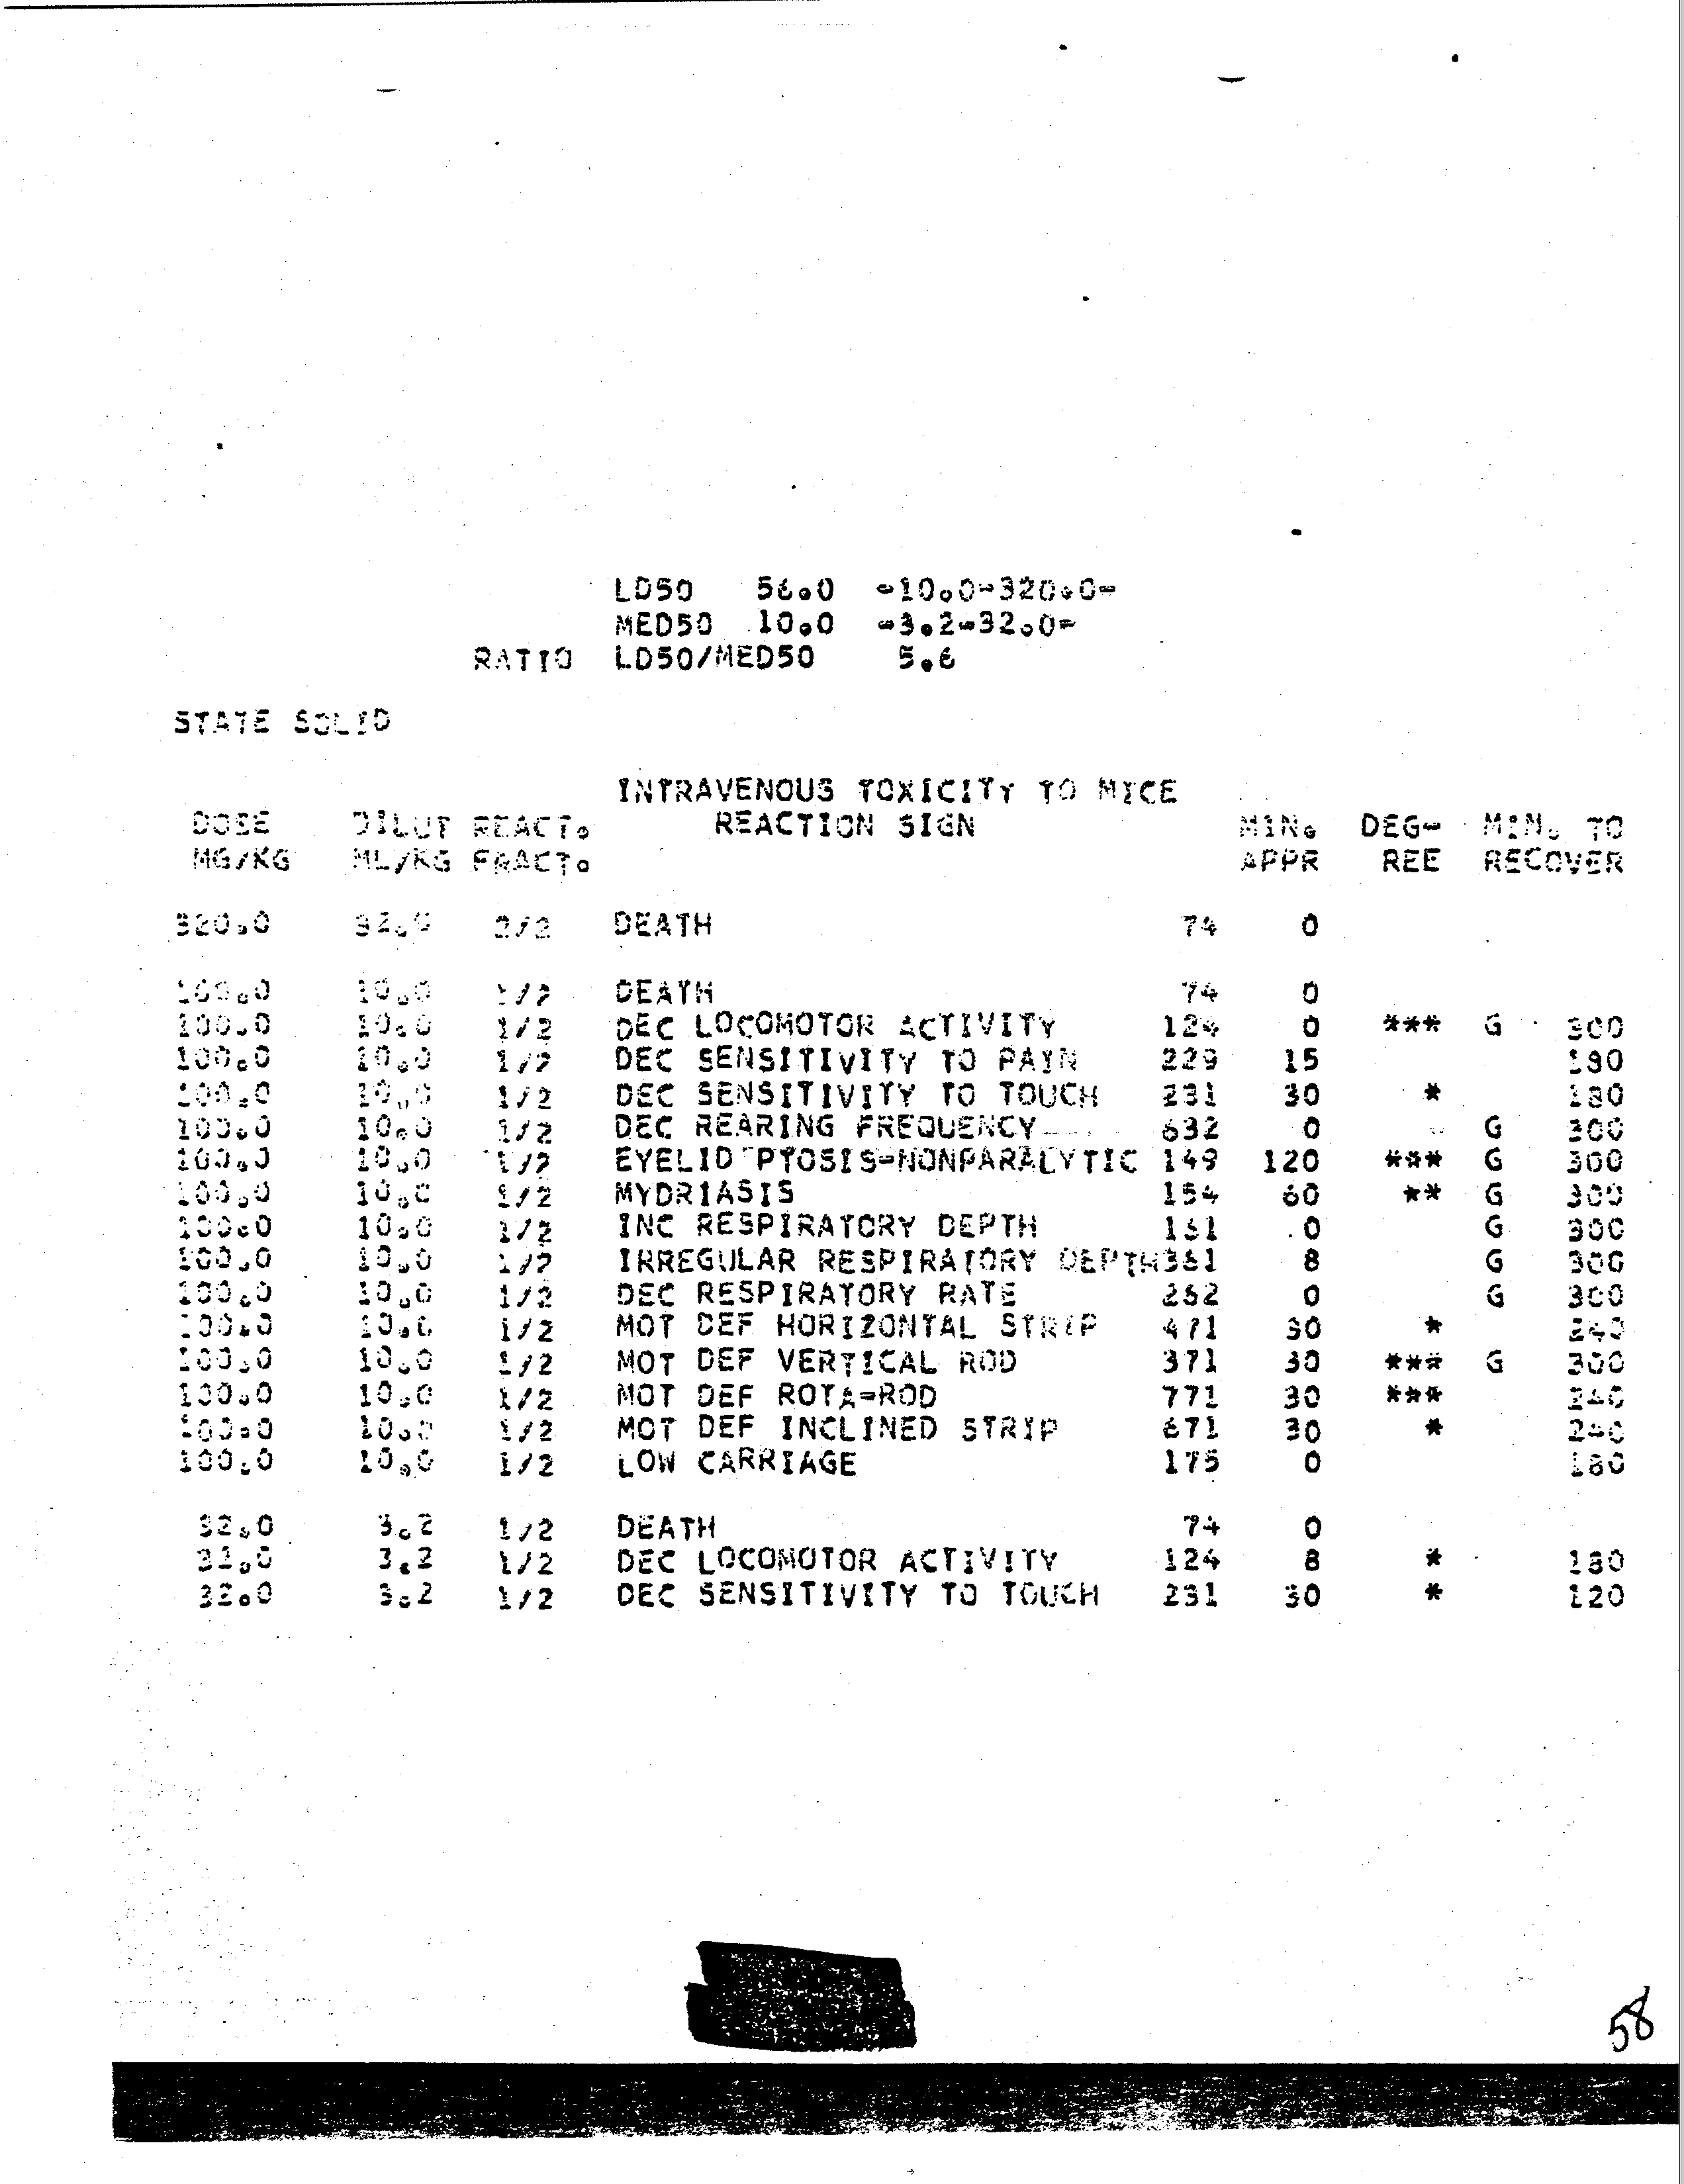 LD50 56.0 -10.0-320.0-
MED50 10.0 -3.2-32.0-
RATIO LD50/MED50 5.6
STATE SOLID
INTRAVENOUS TOXICITY TO MICE
DOSE DILUT REACT. REACTION SIGN MIN. DEG- MIN. TO
MG/KG ML/KG FRACT. APPR REE RECOVER
320.0 32.0 2/2 DEATH 74 0
100.0 10.0 1/2 DEATH 74 0
100.0 10.0 1/2 DEC LOCOMOTOR ACTIVITY 124 0 *** G 300
100.0 10.0 1/2 DEC SENSITIVITY TO PAIN 229 15 180
100.0 10.0 1/2 DEC SENSITIVITY TO TOUCH 231 30 * 180
100.0 10.0 1/2 DEC REARING FREQUENCY 632 0 G 300
100.0 10.0 1/2 EYELID PTOSIS-NONPARALYTIC 149 120 *** G 300
100.0 10.0 1/2 MYDRIASIS 154 60 ** G 300
100.0 10.0 1/2 INC RESPIRATORY DEPTH 161 0 G 300
100.0 10.0 1/2 IRREGULAR RESPIRATORY DEPTH 361 8 G 300
100.0 10.0 1/2 DEC RESPIRATORY RATE 262 0 G 300
100.0 10.0 1/2 MOT DEF HORIZONTAL STRIP 471 30 * 240
100.0 10.0 1/2 MOT DEF VERTICAL ROD 371 30 *** G 300
100.0 10.0 1/2 MOT DEF ROTA-ROD 771 30 *** 240
100.0 10.0 1/2 MOT DEF INCLINED STRIP 671 30 * 240
100.0 10.0 1/2 LOW CARRIAGE 175 0 180
32.0 3.2 1/2 DEATH 74 0
32.0 3.2 1/2 DEC LOCOMOTOR ACTIVITY 124 8 * 180
32.0 3.2 1/2 DEC SENSITIVITY TO TOUCH 231 30 * 120
58